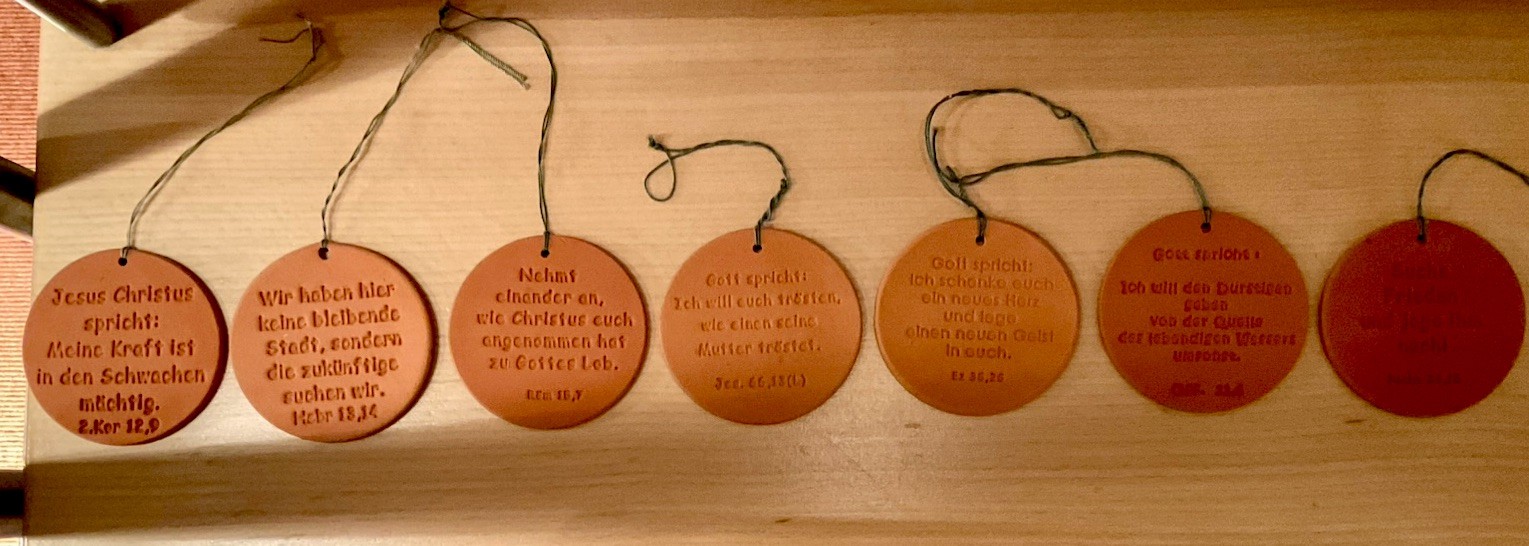 Jesus Christus
spricht:
Meine Kraft ist
in den Schwachen
mächtig.
2.Kor 12,9
Wir haben hier
keine bleibende
Stadt, sondern
die zukünftige
suchen wir.
Hebr 13,14
Nehmt
einander an,
wie Christus euch
angenommen hat
zu Gottes Lob.
Röm 15,7
Gott spricht:
Ich will euch trösten,
wie einen seine
Mutter tröstet.
Jes. 66,13(L)
Gott spricht:
Ich schenke euch
ein neues Herz
und lege
einen neuen Geist
in euch.
Ez 36,26
Gott spricht:
Ich will den Durstigen
geben
von der Quelle
des lebendigen Wassers
umsonst.
Frieden